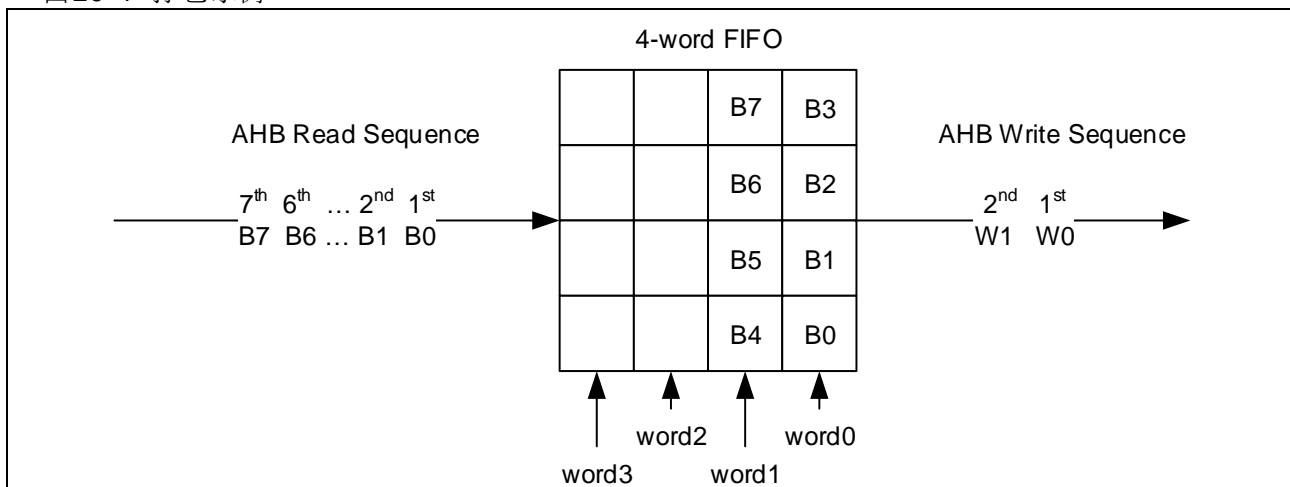 4-word FIFO
B7 B3
AHB Read Sequence
AHB Write Sequence
B6 B2
7th 6th … 2nd 1st
B7 B6 … B1 B0
2nd 1st
W1 W0
B5 B1
B4 B0
word2 word0
word3 word1